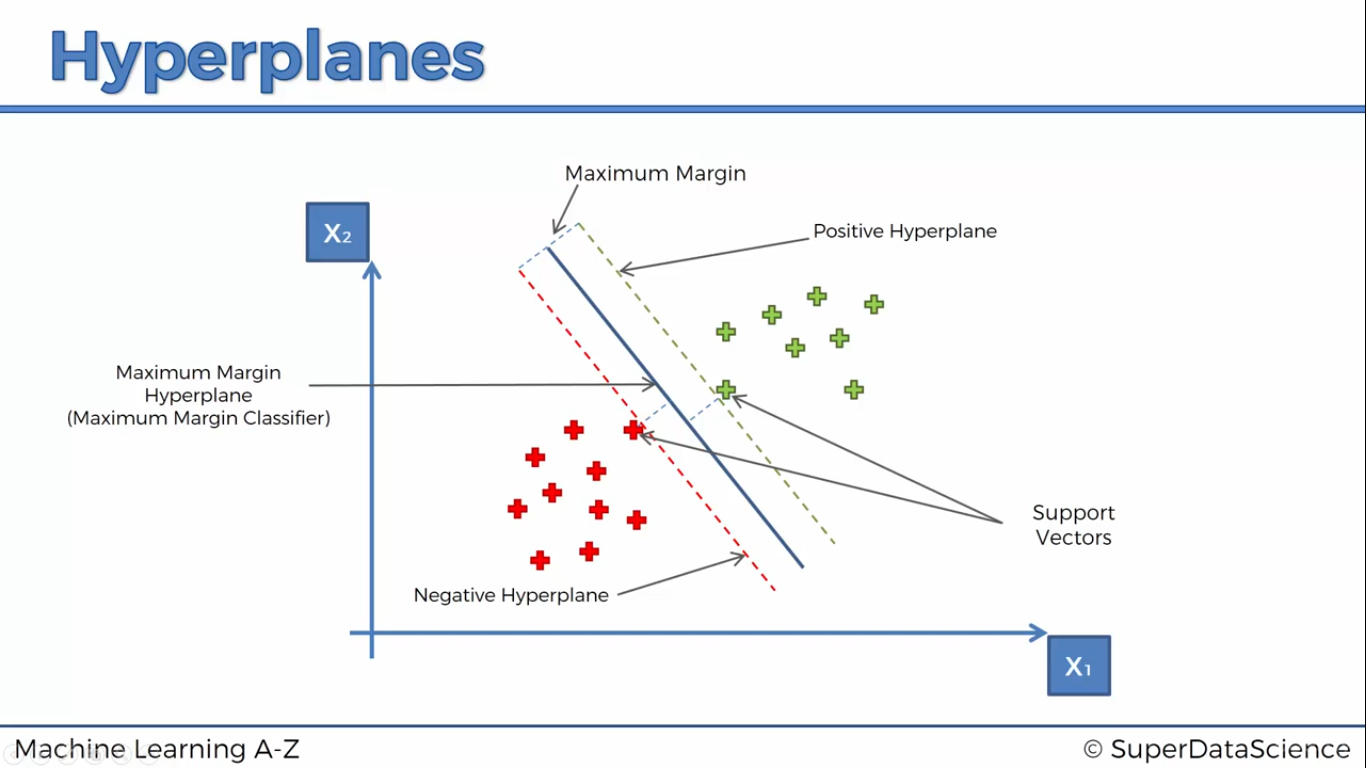 Hyperplanes
Maximum Margin
X₂
Positive Hyperplane
Maximum Margin
Hyperplane
(Maximum Margin Classifier)
Support
Vectors
Negative Hyperplane
X₁
Machine Learning A-Z
© SuperDataScience